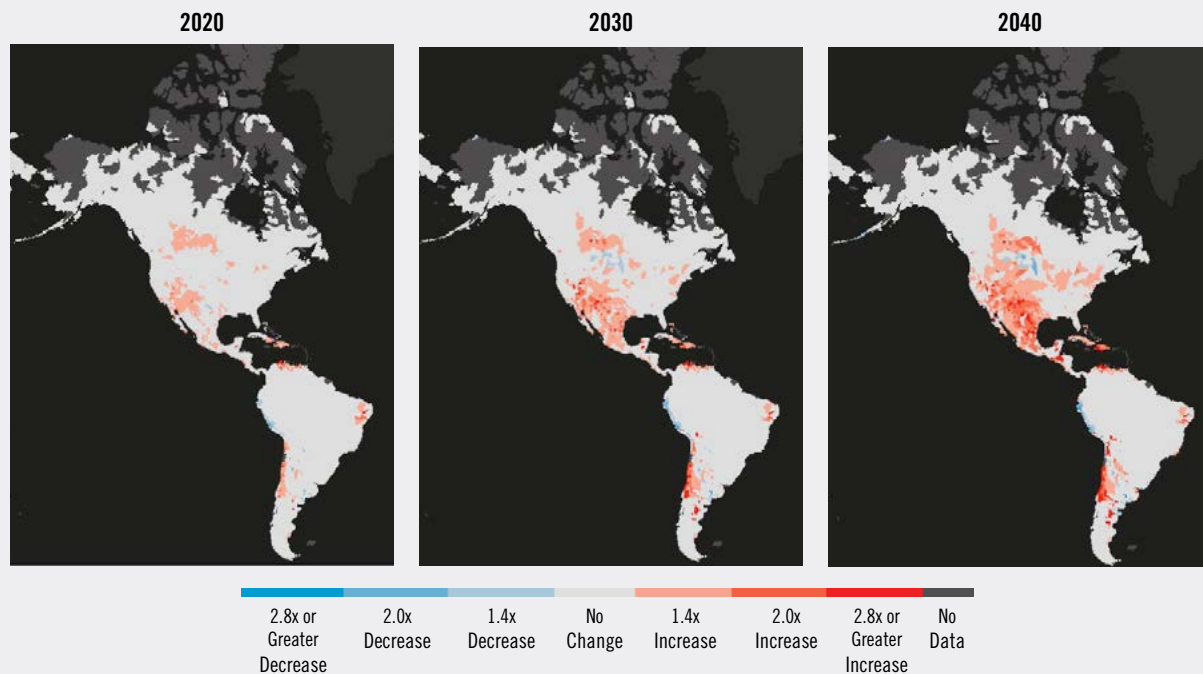 2020
2030
2040
2.8x or
Greater
Decrease
2.0x
Decrease
1.4x
Decrease
No
Change
1.4x
Increase
2.0x
Increase
2.8x or
Greater
Increase
No
Data